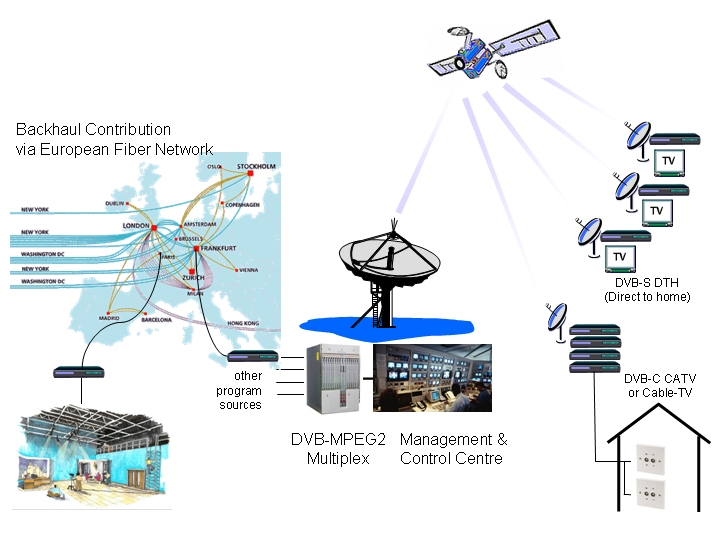 Backhaul Contribution
via European Fiber Network
OSLO
STOCKHOLM
DUBLIN
COPENHAGEN
NEW YORK
LONDON
AMSTERDAM
NEW YORK
BRUSSELS
FRANKFURT
WASHINGTON DC
PARIS
NEW YORK
ZURICH
VIENNA
WASHINGTON DC
MILAN
MADRID
BARCELONA
HONG KONG
other
program
sources
DVB-MPEG2
Multiplex
Management &
Control Centre
TV
TV
TV
DVB-S DTH
(Direct to home)
DVB-C CATV
or Cable-TV